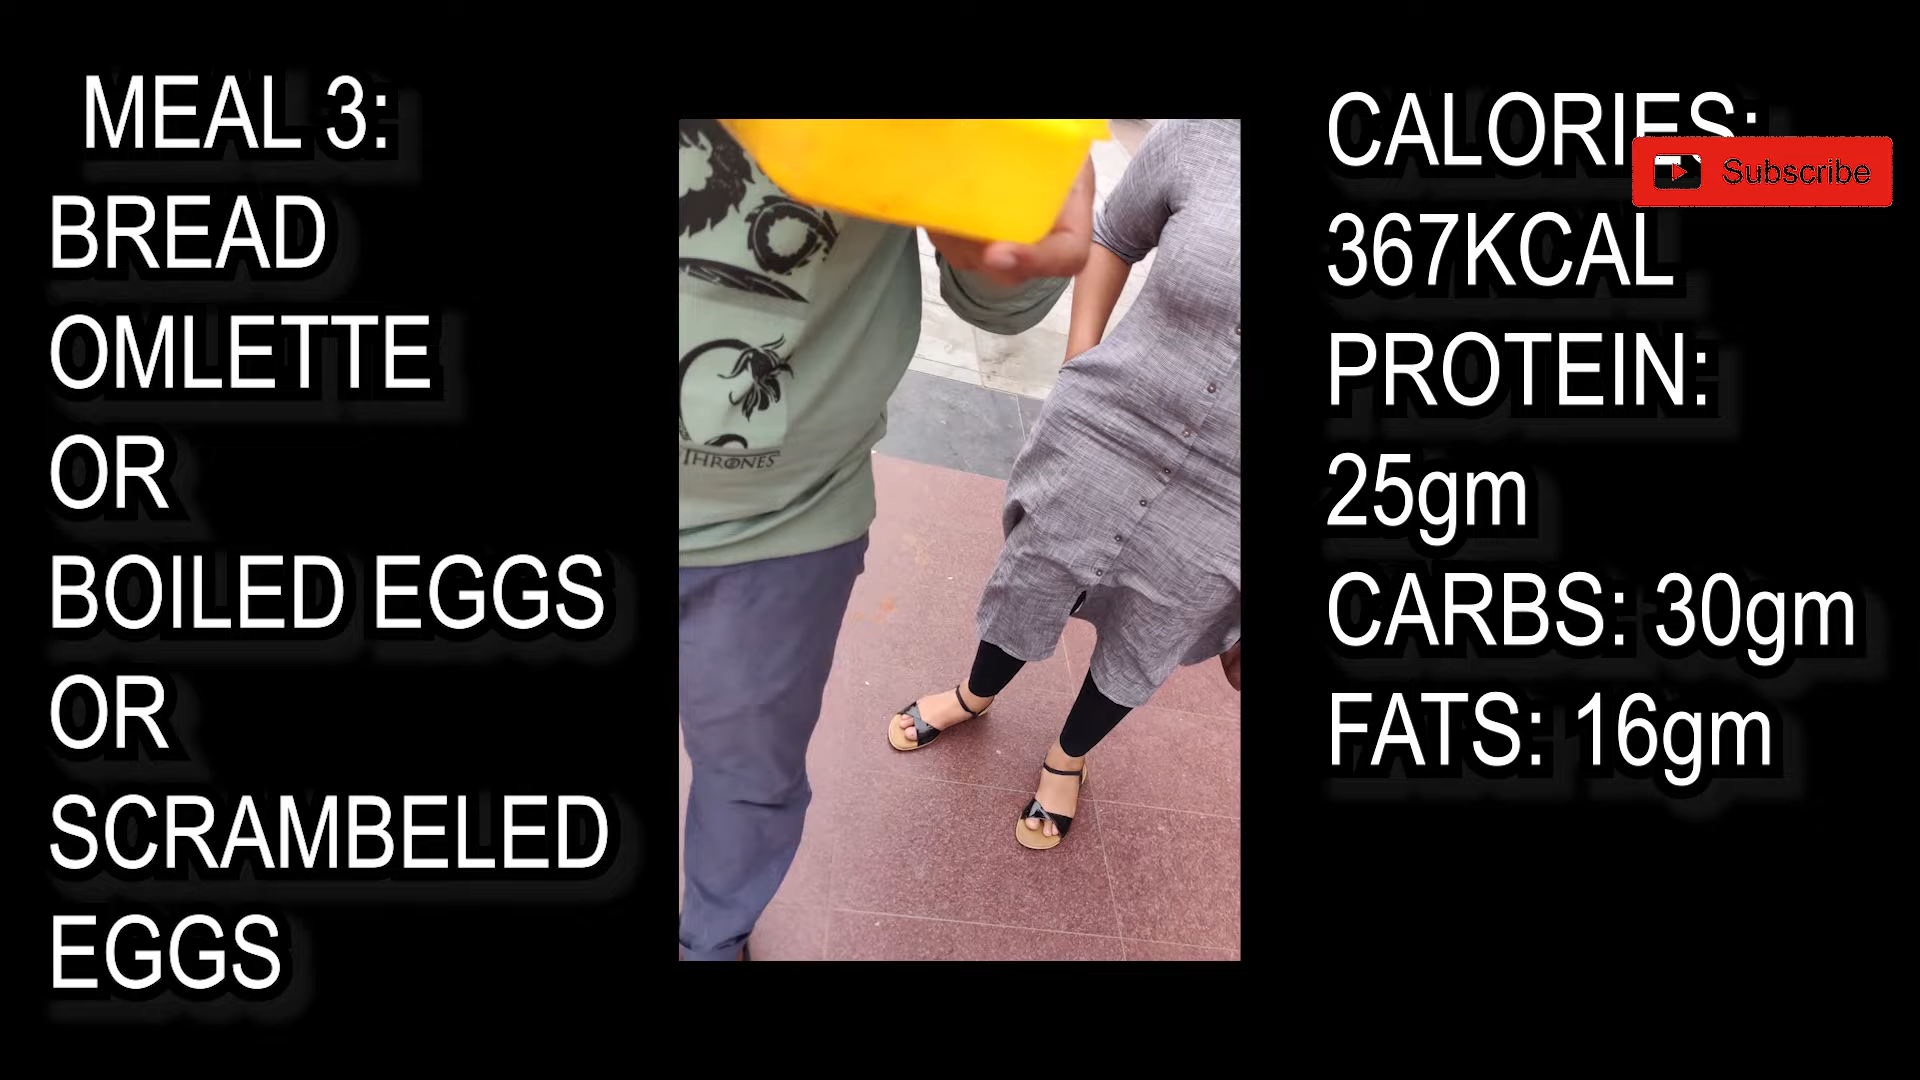 MEAL 3:
BREAD
OMLETTE
OR
BOILED EGGS
OR
SCRAMBELED
EGGS
THRONES
CALORIES:
Subscribe
367KCAL
PROTEIN:
25gm
CARBS: 30gm
FATS: 16gm